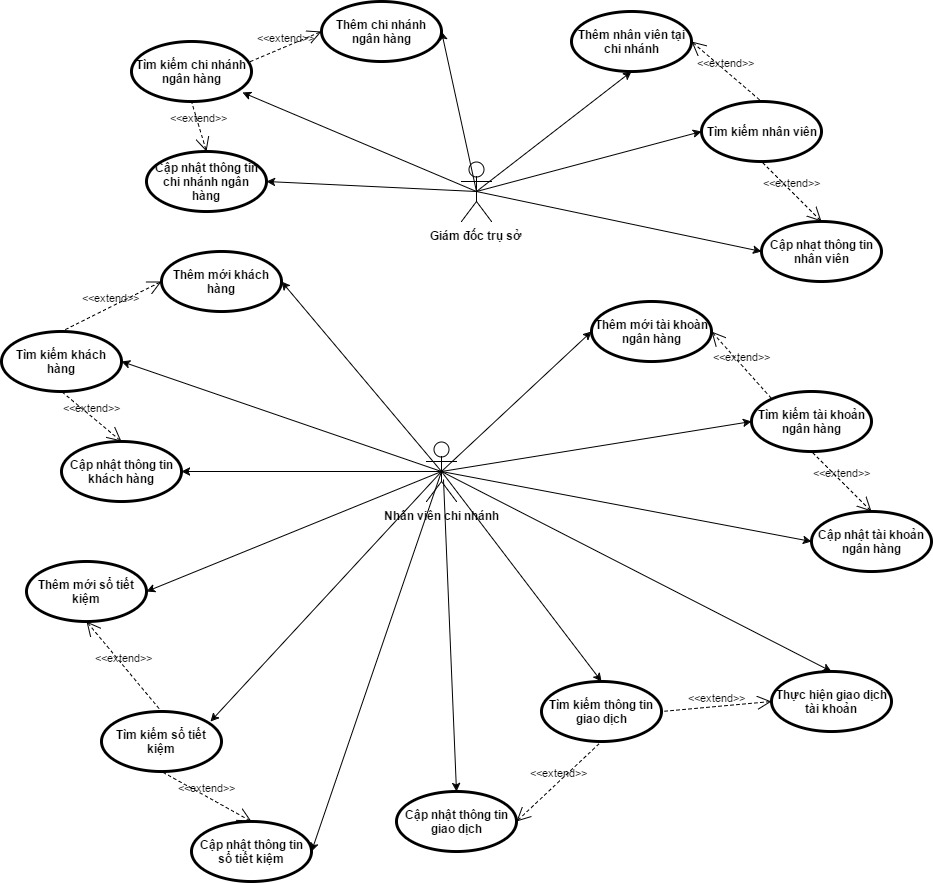 Thêm chi nhánh
ngân hàng
<<extend>>
Tìm kiếm chi nhánh
ngân hàng
<<extend>>
Cập nhật thông tin
chi nhánh ngân
hàng
Thêm nhân viên tại
chi nhánh
<<extend>>
Tìm kiếm nhân viên
<<extend>>
Cập nhạt thông tin
nhân viên
Giám đốc trụ sở
Thêm mới khách
hàng
<<extend>>
Tìm kiếm khách
hàng
<<extend>>
Cập nhật thông tin
khách hàng
Thêm mới tài khoàn
ngân hàng
<<extend>>
Tìm kiếm tài khoản
ngân hàng
<<extend>>
Cập nhật tài khoản
ngân hàng
Nhân viên chi nhánh
Thêm mới sổ tiết
kiệm
<<extend>>
Tìm kiếm sổ tiết
kiệm
<<extend>>
Cập nhật thông tin
sổ tiết kiệm
Tìm kiếm thông tin
giao dịch
<<extend>>
Thực hiện giao dịch
tài khoản
<<extend>>
Cập nhật thông tin
giao dịch